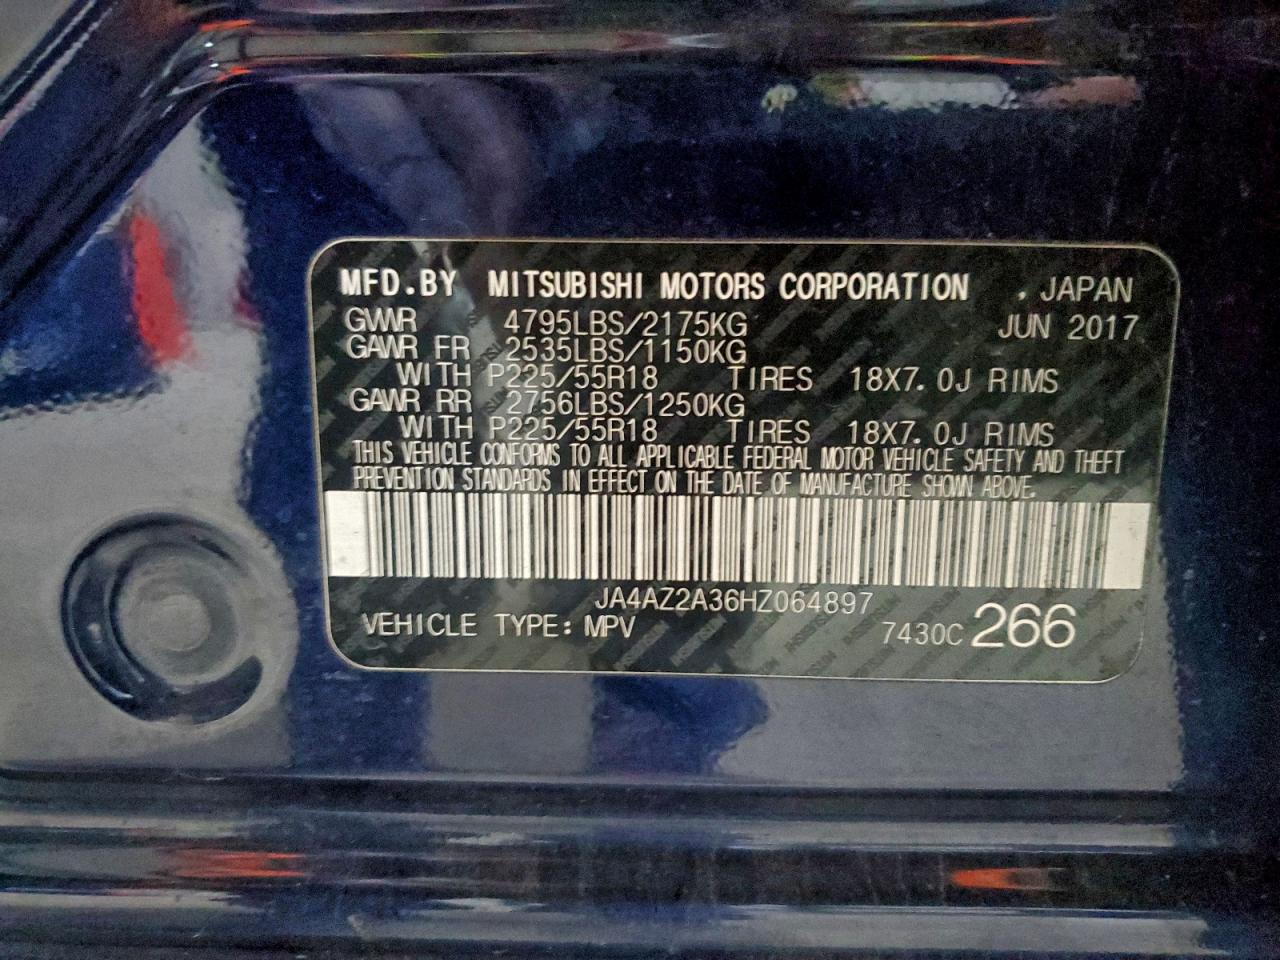 MFD.BY MITSUBISHI MOTORS CORPORATION . JAPAN
GVWR 4795LBS/2175KG JUN 2017
GAWR FR 2535LBS/1150KG
WITH P225/55R18 TIRES 18X7.0J RIMS
GAWR RR 2756LBS/1250KG
WITH P225/55R18 TIRES 18X7.0J RIMS
THIS VEHICLE CONFORMS TO ALL APPLICABLE FEDERAL MOTOR VEHICLE SAFETY AND THEFT
PREVENTION STANDARDS IN EFFECT ON THE DATE OF MANUFACTURE SHOWN ABOVE.
JA4AZ2A36HZ064897
VEHICLE TYPE: MPV 7430C 266